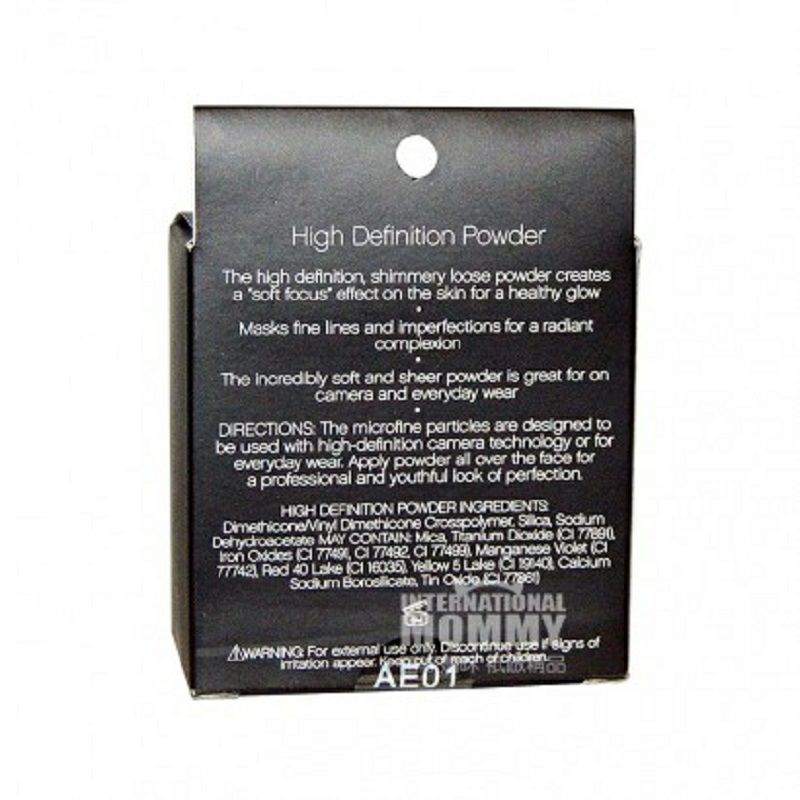 High Definition Powder
The high definition, shimmery loose powder creates
a "soft focus" effect on the skin for a healthy glow
•
Masks fine lines and imperfections for a radiant
complexion
•
The incredibly soft and sheer powder is great for on
camera and everyday wear
•
DIRECTIONS: The microfine particles are designed to
be used with high-definition camera technology or for
everyday wear. Apply powder all over the face for
a professional and youthful look of perfection.
HIGH DEFINITION POWDER INGREDIENTS:
Dimethicone/Vinyl Dimethicone Crosspolymer, Silica, Sodium
Dehydroacetate MAY CONTAIN: Mica, Titanium Dioxide (CI 77891),
Iron Oxides (CI 77491, CI 77492, CI 77499), Manganese Violet (CI
77742), Red 40 Lake (CI 16035), Yellow 5 Lake (CI 19140), Calcium
Sodium Borosilicate, Tin Oxide (CI 77861)
INTERNATIONAL
MOMMY
⚠WARNING: For external use only. Discontinue use if signs of
irritation appear. Keep out of reach of children.
AE01